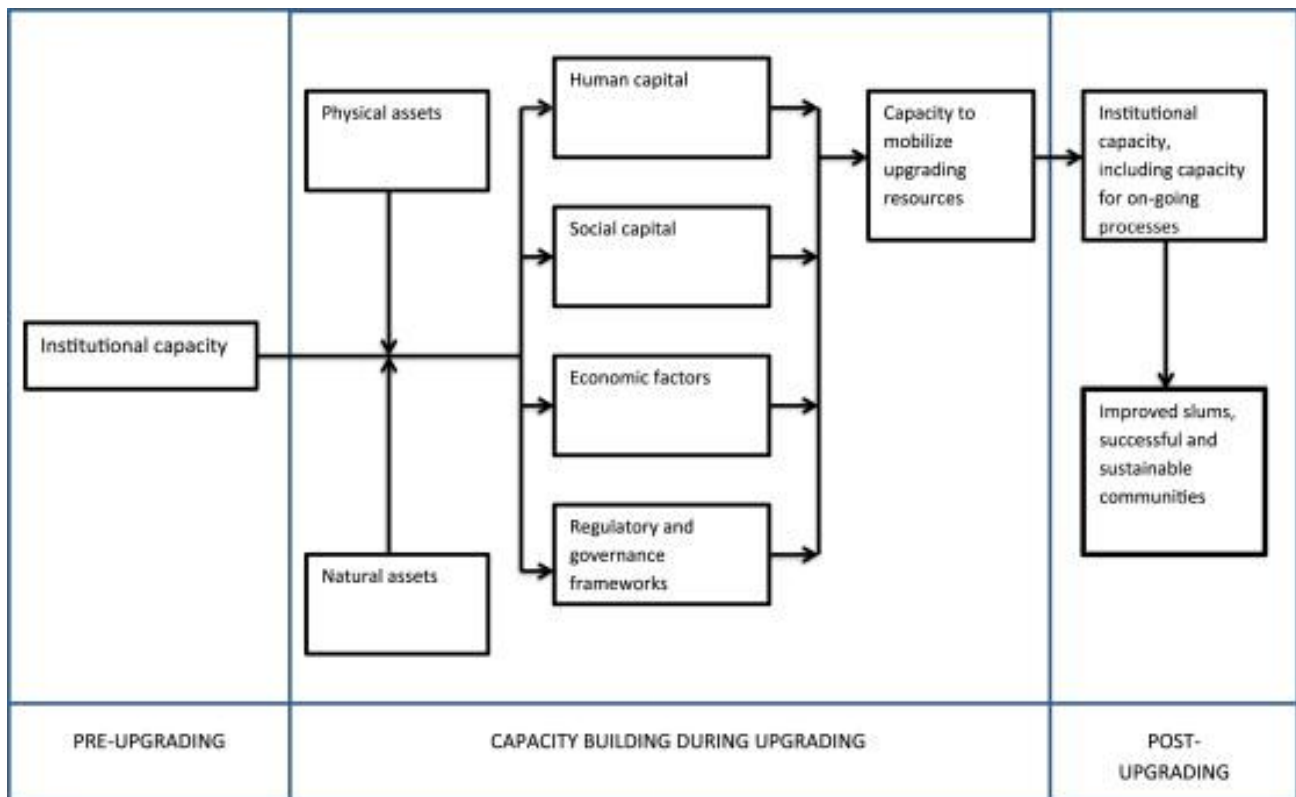 Institutional capacity
Physical assets
Natural assets
Human capital
Social capital
Economic factors
Regulatory and
governance
frameworks
Capacity to
mobilize
upgrading
resources
Institutional
capacity,
including capacity
for on-going
processes
Improved slums,
successful and
sustainable
communities
PRE-UPGRADING
CAPACITY BUILDING DURING UPGRADING
POST-
UPGRADING